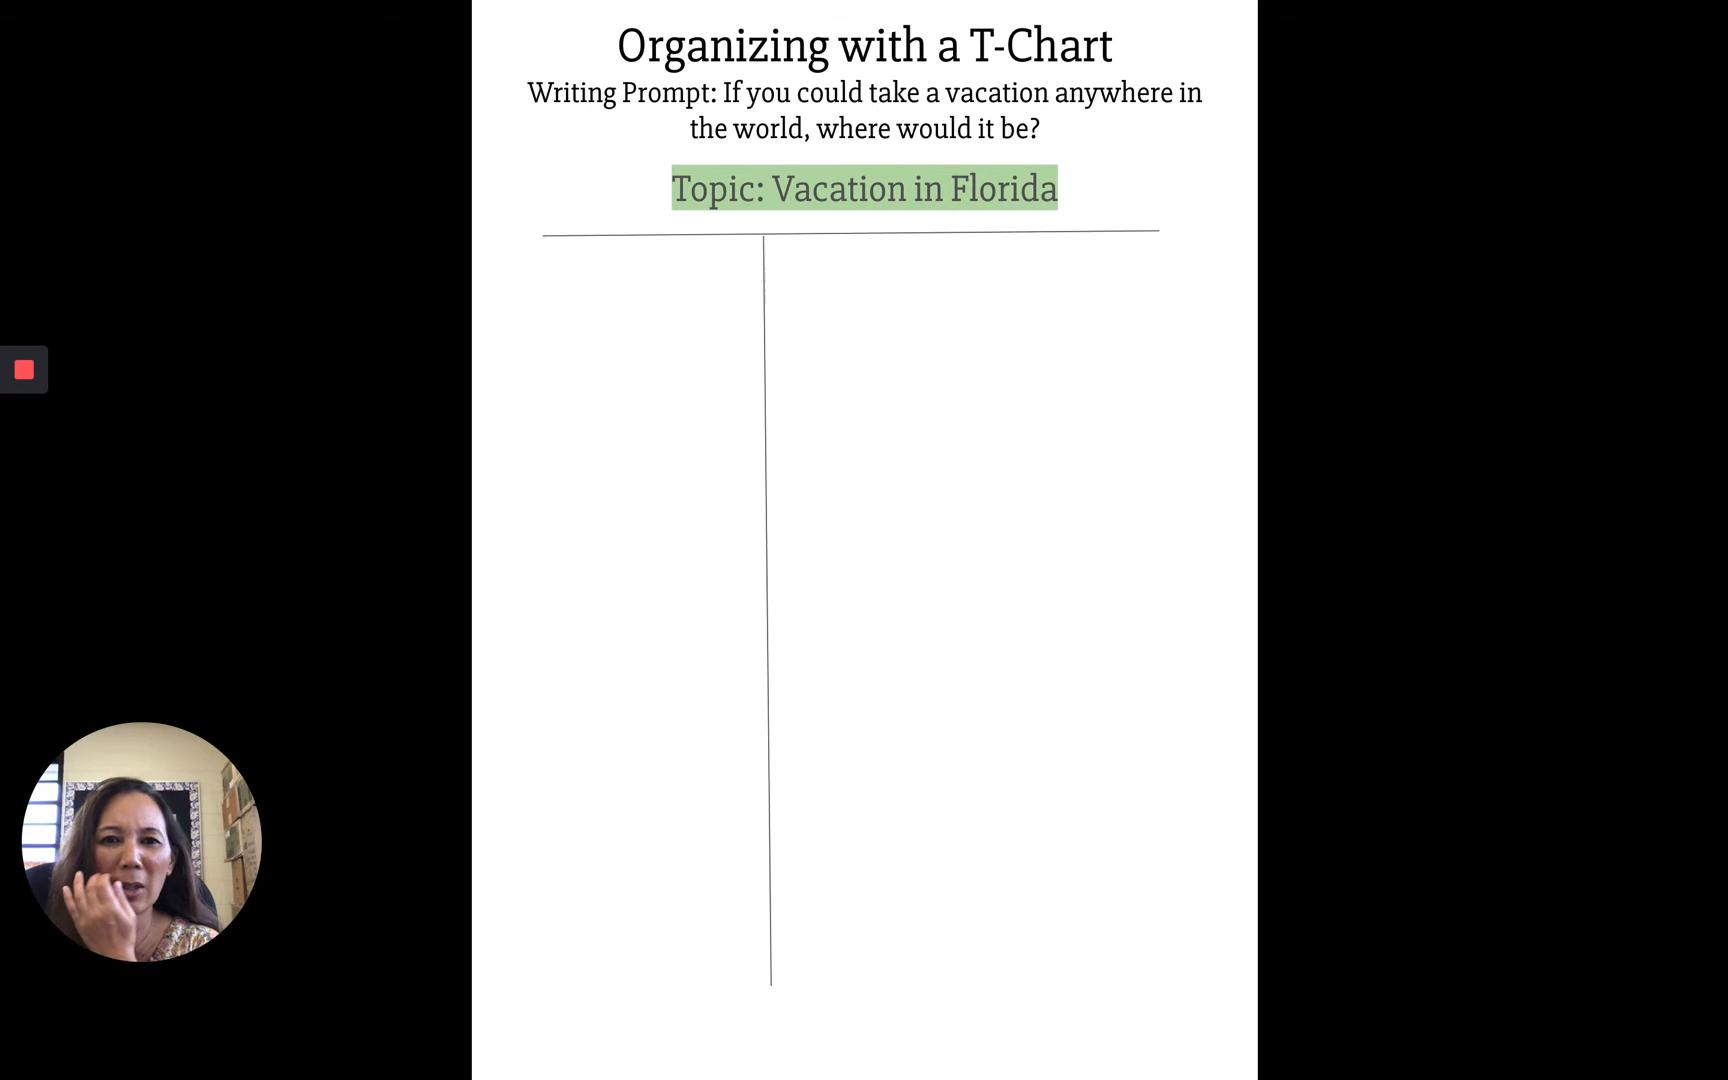 Organizing with a T-Chart
Writing Prompt: If you could take a vacation anywhere in
the world, where would it be?
Topic: Vacation in Florida